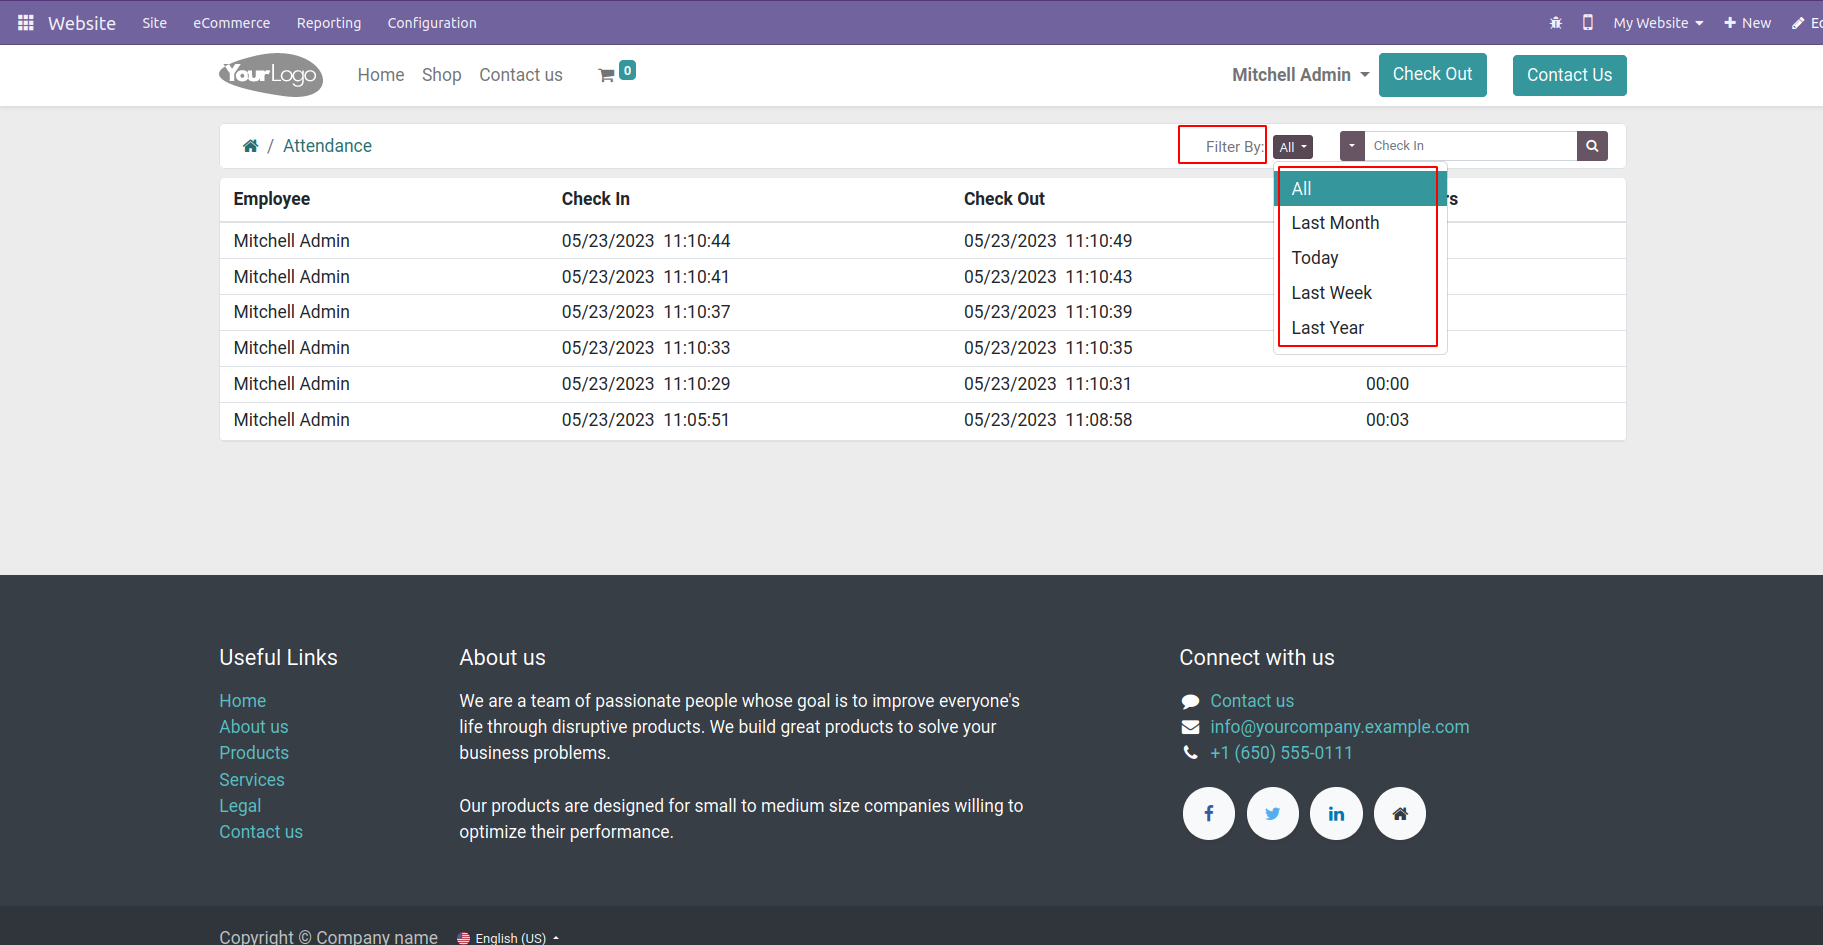 Website Site eCommerce Reporting Configuration My Website New
YourLogo Home Shop Contact us 0 Mitchell Admin Check Out Contact Us
/ Attendance Filter By: All Check In
Employee Check In Check Out
All
Mitchell Admin 05/23/2023 11:10:44 05/23/2023 11:10:49
Last Month
Mitchell Admin 05/23/2023 11:10:41 05/23/2023 11:10:43
Today
Mitchell Admin 05/23/2023 11:10:37 05/23/2023 11:10:39
Last Week
Mitchell Admin 05/23/2023 11:10:33 05/23/2023 11:10:35
Last Year
Mitchell Admin 05/23/2023 11:10:29 05/23/2023 11:10:31 00:00
Mitchell Admin 05/23/2023 11:05:51 05/23/2023 11:08:58 00:03
Useful Links
Home
About us
Products
Services
Legal
Contact us
About us
We are a team of passionate people whose goal is to improve everyone's
life through disruptive products. We build great products to solve your
business problems.
Our products are designed for small to medium size companies willing to
optimize their performance.
Connect with us
Contact us
info@yourcompany.example.com
+1 (650) 555-0111
Copyright © Company name English (US)